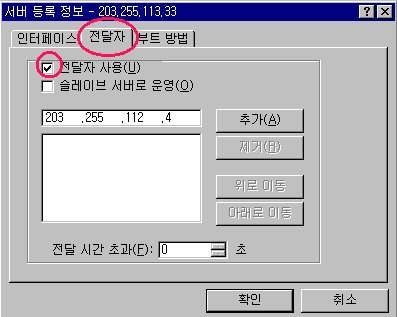 서버 등록 정보 - 203,255,113,33
인터페이스 전달자 부트 방법
전달자 사용(U)
슬레이브 서버로 운영(O)
203 .255 .112 .4
추가(A)
제거(R)
위로 이동
아래로 이동
전달 시간 초과(F): 0 초
확인 취소